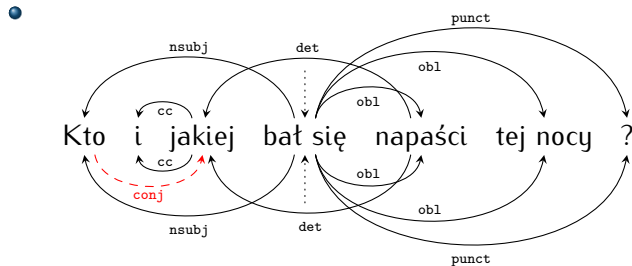 punct
nsubj det obl
cc obl
Kto i jakiej bał się napaści tej nocy ?
cc obl
conj obl
nsubj det
punct